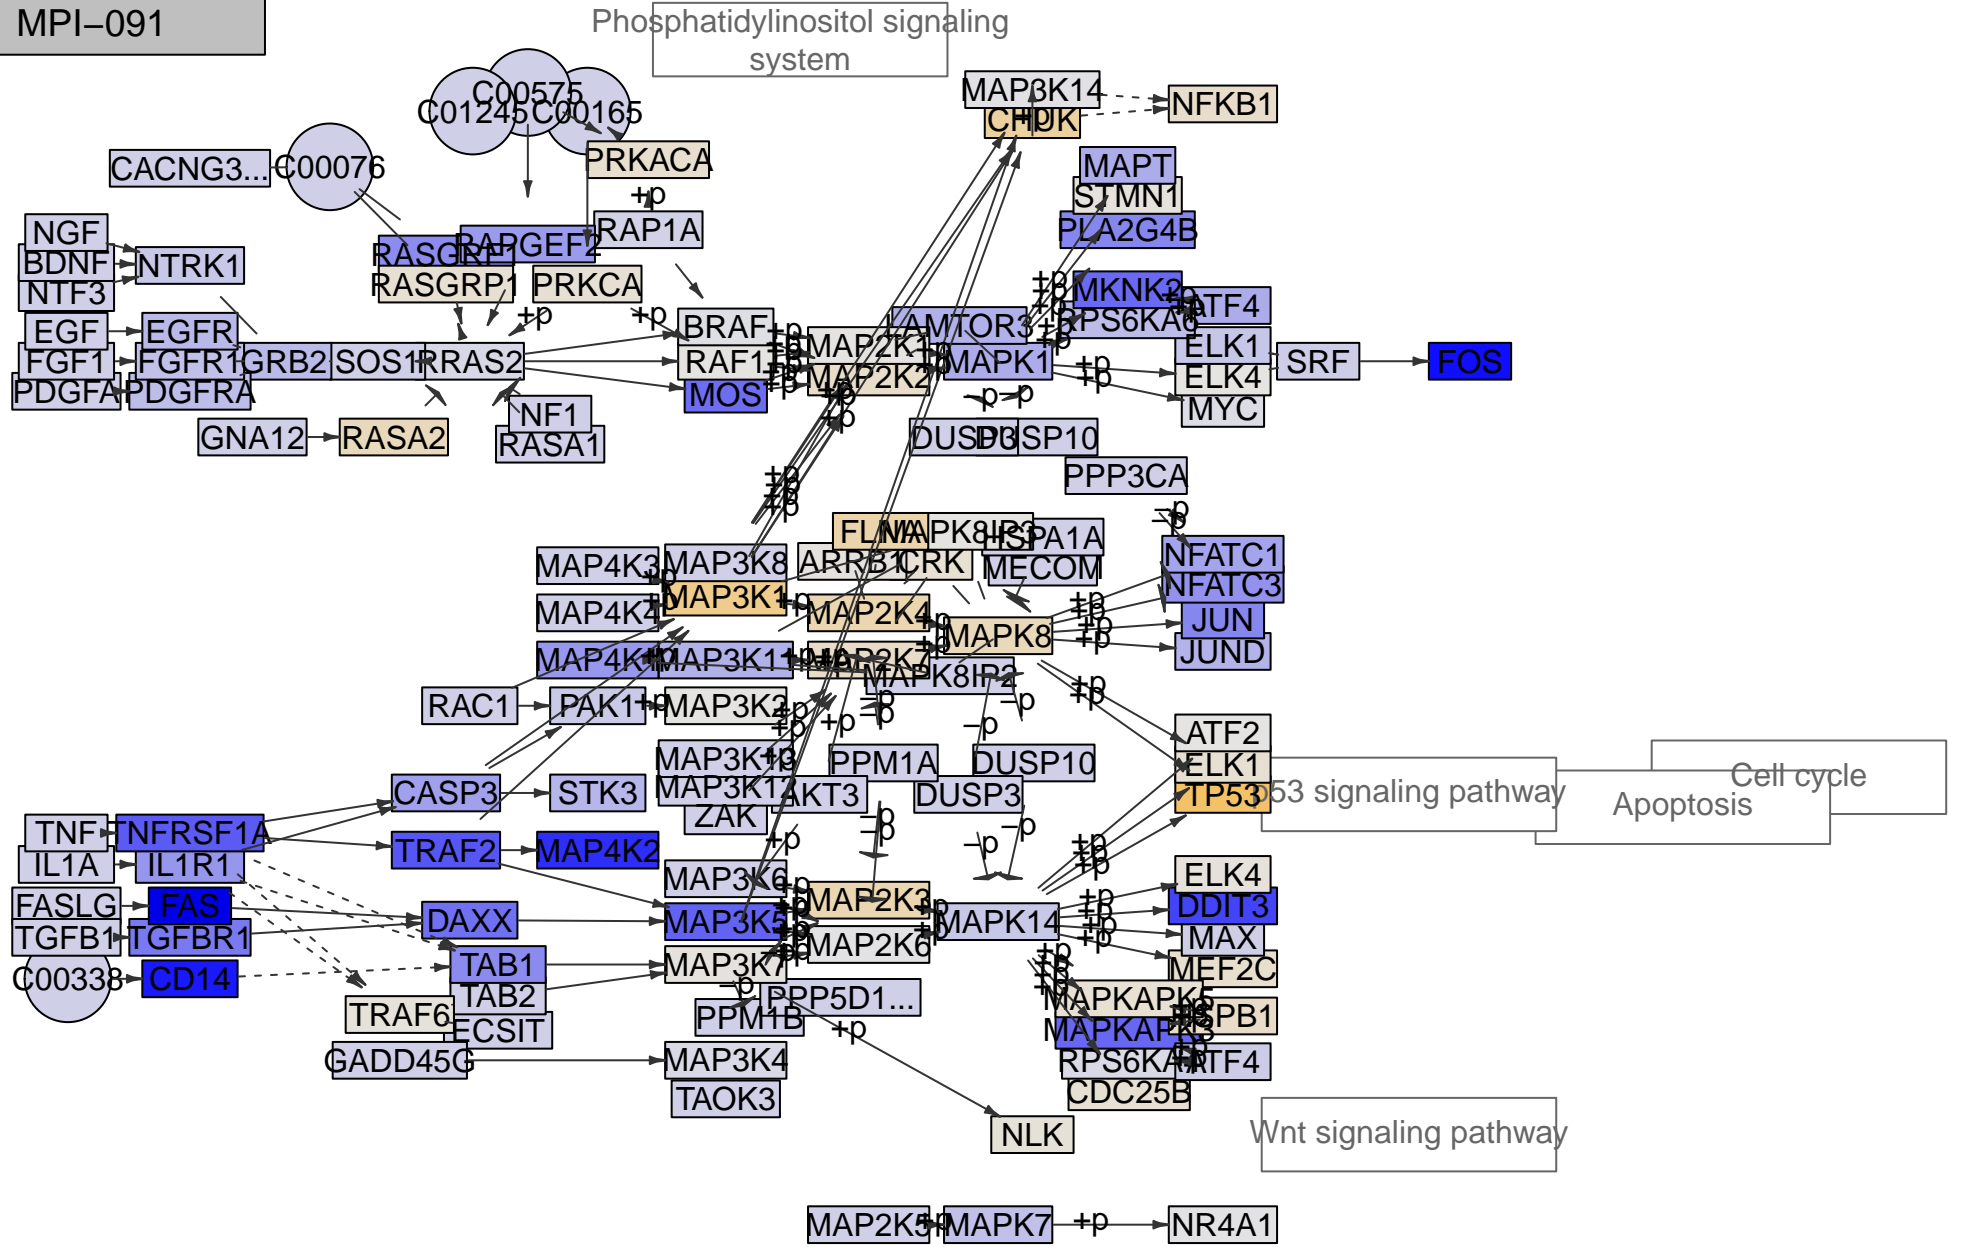 MPI−091
Phosphatidylinositol signaling
system
C00575
C01245
C00165
MAP3K14
NFKB1
CHUK
+p
PRKACA
CACNG3...
C00076
MAPT
STMN1
PLA2G4B
+p
RAP1A
NGF
BDNF
NTF3
NTRK1
RASGRF1
RAPGEF2
RASGRP1
PRKCA
+p
+p
MKNK2
RPS6KA6
ATF4
EGF
EGFR
FGF1
FGFR1
PDGFA
PDGFRA
GRB2
SOS1
RRAS2
BRAF
RAF1
MOS
+p
+p
+p
MAP2K1
MAP2K2
LAMTOR3
MAPK1
+p
+p
+p
ELK1
ELK4
MYC
SRF
FOS
GNA12
RASA2
NF1
RASA1
−p
−p
DUSP3
DUSP10
PPP3CA
+p
+p
+p
−p
−p
FLNA
MAPK8IP3
HSPA1A
ARRB1
CRK
MECOM
NFATC1
NFATC3
JUN
JUND
MAP4K3
MAP3K8
MAP3K1
MAP4K4
+p
+p
MAP2K4
MAPK8
+p
+p
+p
MAP4K1
MAP3K11
MAP2K7
MAPK8IP2
RAC1
PAK1
+p
MAP3K2
+p
+p
+p
−p
−p
−p
−p
+p
+p
ATF2
ELK1
TP53
p53 signaling pathway
Cell cycle
Apoptosis
MAP3K13
+p
MAP3K12
ZAK
AKT3
PPM1A
DUSP10
DUSP3
CASP3
STK3
TNF
TNFRSF1A
IL1A
IL1R1
TRAF2
MAP4K2
+p
−p
−p
−p
−p
+p
+p
+p
FASLG
FAS
TGFB1
TGFBR1
DAXX
MAP3K6
MAP3K5
MAP3K7
MAP2K3
MAP2K6
MAPK14
+p
+p
+p
+p
ELK4
DDIT3
MAX
MEF2C
C00338
CD14
TAB1
TAB2
ECSIT
TRAF6
GADD45G
−p
PPM1B
PPP5D1...
+p
MAP3K4
TAOK3
MAPKAPK5
MAPKAPK3
HSPB1
ATF4
CDC25B
NLK
Wnt signaling pathway
MAP2K5
+p
MAPK7
+p
NR4A1